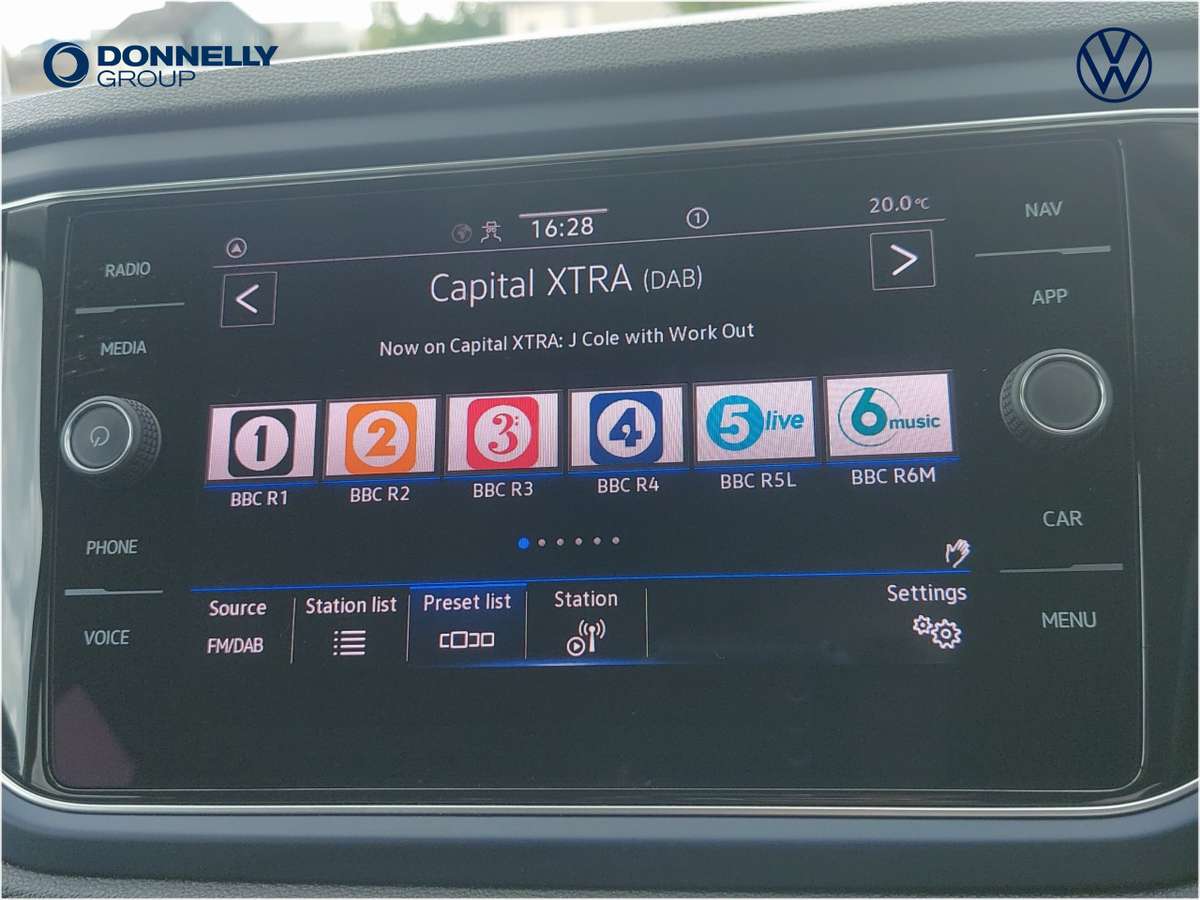 DONNELLY
GROUP
RADIO
MEDIA
PHONE
VOICE
16:28
1
20.0°C
<
Capital XTRA (DAB)
>
Now on Capital XTRA: J Cole with Work Out
1
2
3
4
5 live
6 music
BBC R1
BBC R2
BBC R3
BBC R4
BBC R5L
BBC R6M
Source
FM/DAB
Station list
Preset list
Station
Settings
NAV
APP
CAR
MENU